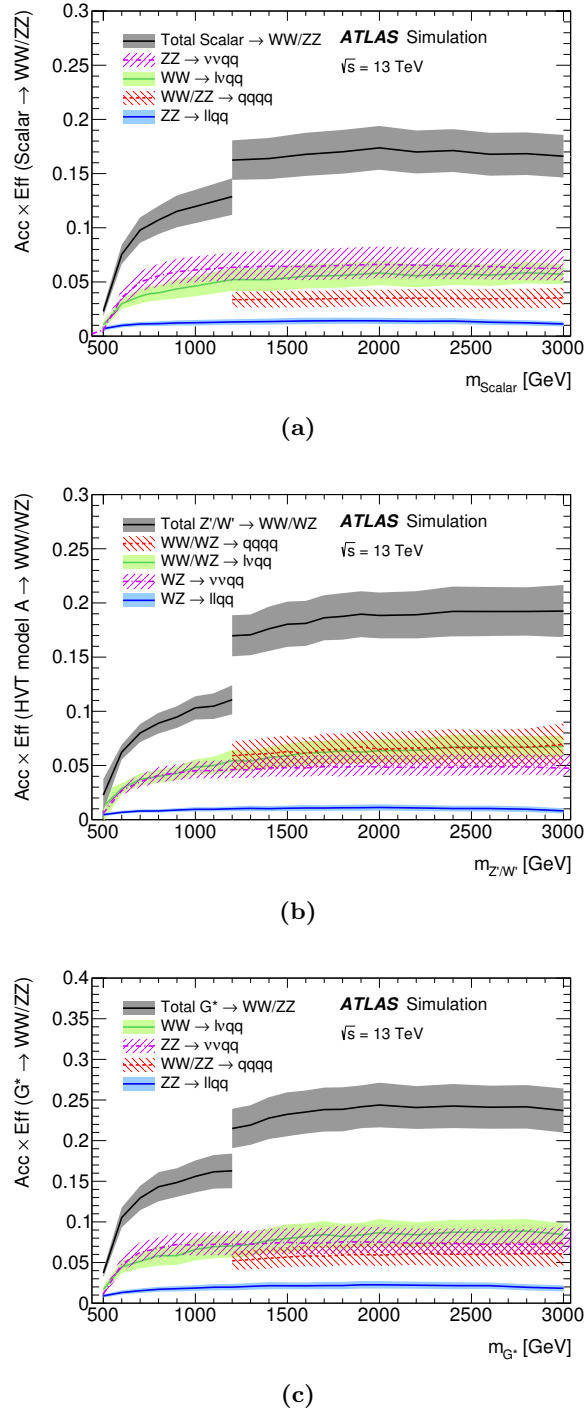 Acc × Eff (Scalar → WW/ZZ)
0.3
0.25
0.2
0.15
0.1
0.05
0
Total Scalar → WW/ZZ
ZZ → ννqq
WW → lνqq
WW/ZZ → qqqq
ZZ → llqq
ATLAS Simulation
√s = 13 TeV
500 1000 1500 2000 2500 3000
m_Scalar [GeV]
(a)
Acc × Eff (HVT model A → WW/WZ)
0.3
0.25
0.2
0.15
0.1
0.05
0
Total Z'/W' → WW/WZ
WW/WZ → qqqq
WW/WZ → lνqq
WZ → ννqq
WZ → llqq
ATLAS Simulation
√s = 13 TeV
500 1000 1500 2000 2500 3000
m_Z'/W' [GeV]
(b)
Acc × Eff (G* → WW/ZZ)
0.4
0.35
0.3
0.25
0.2
0.15
0.1
0.05
0
Total G* → WW/ZZ
WW → lνqq
ZZ → ννqq
WW/ZZ → qqqq
ZZ → llqq
ATLAS Simulation
√s = 13 TeV
500 1000 1500 2000 2500 3000
m_G* [GeV]
(c)